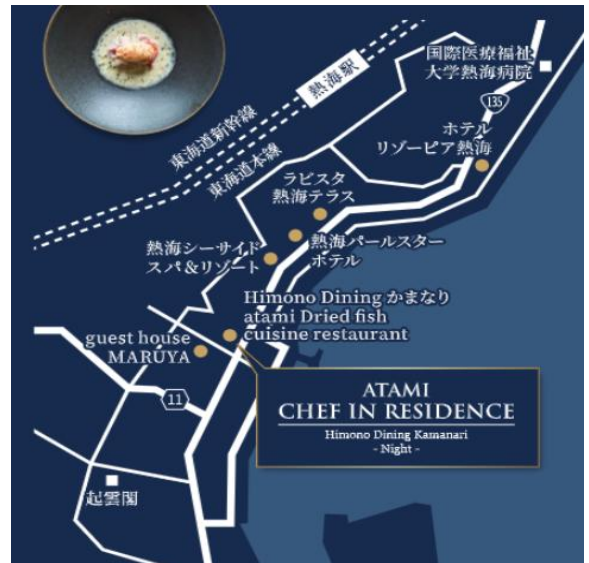 国際医療福祉
大学熱海病院
熱海駅
135
東海道新幹線
東海道本線
ホテル
リゾーピア熱海
ラビスタ
熱海テラス
熱海シーサイド
スパ&リゾート
熱海パールスター
ホテル
Himono Dining かまなり
atami Dried fish
cuisine restaurant
guest house
MARUYA
11
ATAMI
CHEF IN RESIDENCE
Himono Dining Kamanari
- Night -
起雲閣